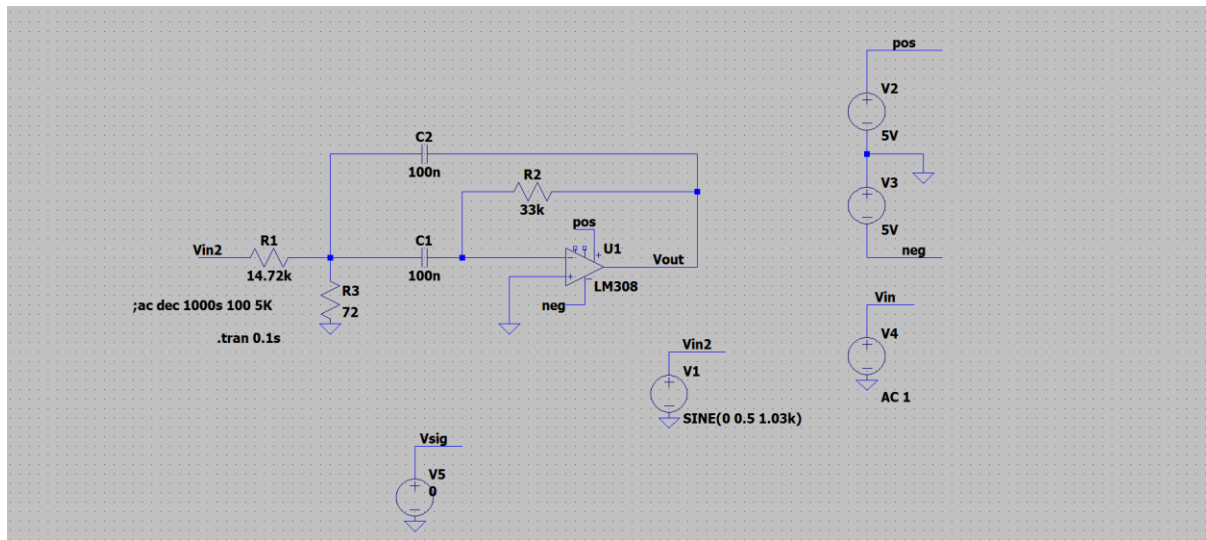 pos
V2
5V
C2
100n
R2
33k
V3
5V
pos
U1
Vin2
R1
14.72k
C1
100n
Vout
LM308
neg
R3
72
neg
;ac dec 1000s 100 5K
.tran 0.1s
Vin
V4
AC 1
Vin2
V1
SINE(0 0.5 1.03k)
Vsig
V5
0